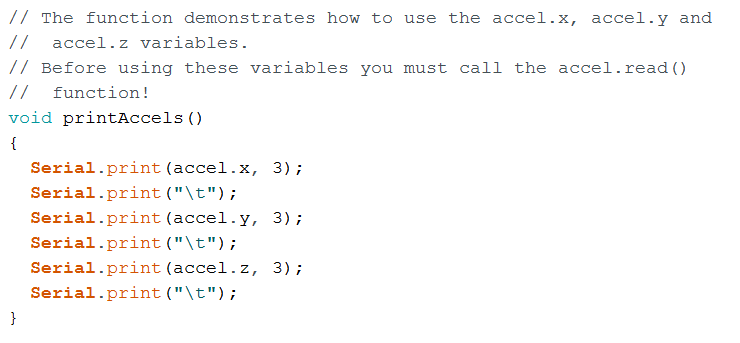 // The function demonstrates how to use the accel.x, accel.y and
//  accel.z variables.
// Before using these variables you must call the accel.read()
//  function!
void printAccels()
{
  Serial.print(accel.x, 3);
  Serial.print("\t");
  Serial.print(accel.y, 3);
  Serial.print("\t");
  Serial.print(accel.z, 3);
  Serial.print("\t");
}